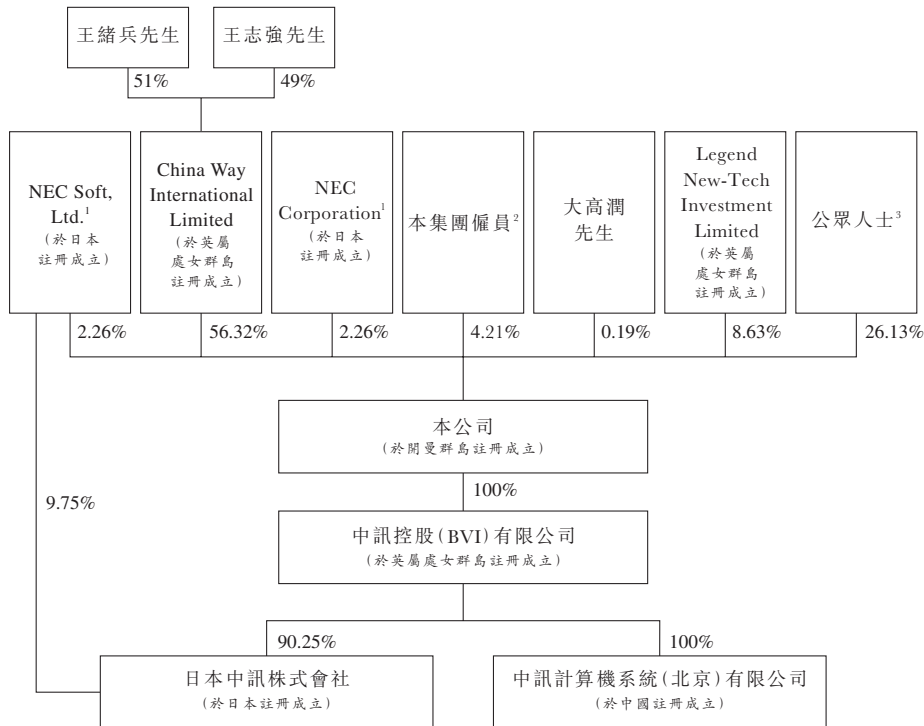 王緒兵先生
王志強先生
51%
49%
NEC Soft,
Ltd.¹
(於日本
註冊成立)
China Way
International
Limited
(於英屬
處女群島
註冊成立)
NEC
Corporation¹
(於日本
註冊成立)
本集團僱員²
大高潤
先生
Legend
New-Tech
Investment
Limited
(於英屬
處女群島
註冊成立)
公眾人士³
2.26%
56.32%
2.26%
4.21%
0.19%
8.63%
26.13%
本公司
(於開曼群島註冊成立)
9.75%
100%
中訊控股(BVI)有限公司
(於英屬處女群島註冊成立)
90.25%
100%
日本中訊株式會社
(於日本註冊成立)
中訊計算機系統(北京)有限公司
(於中國註冊成立)